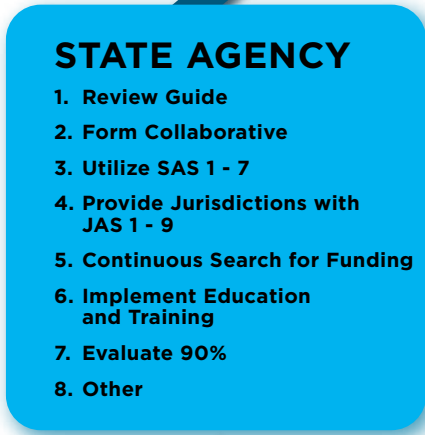 STATE AGENCY
1. Review Guide
2. Form Collaborative
3. Utilize SAS 1 - 7
4. Provide Jurisdictions with
JAS 1 - 9
5. Continuous Search for Funding
6. Implement Education
and Training
7. Evaluate 90%
8. Other